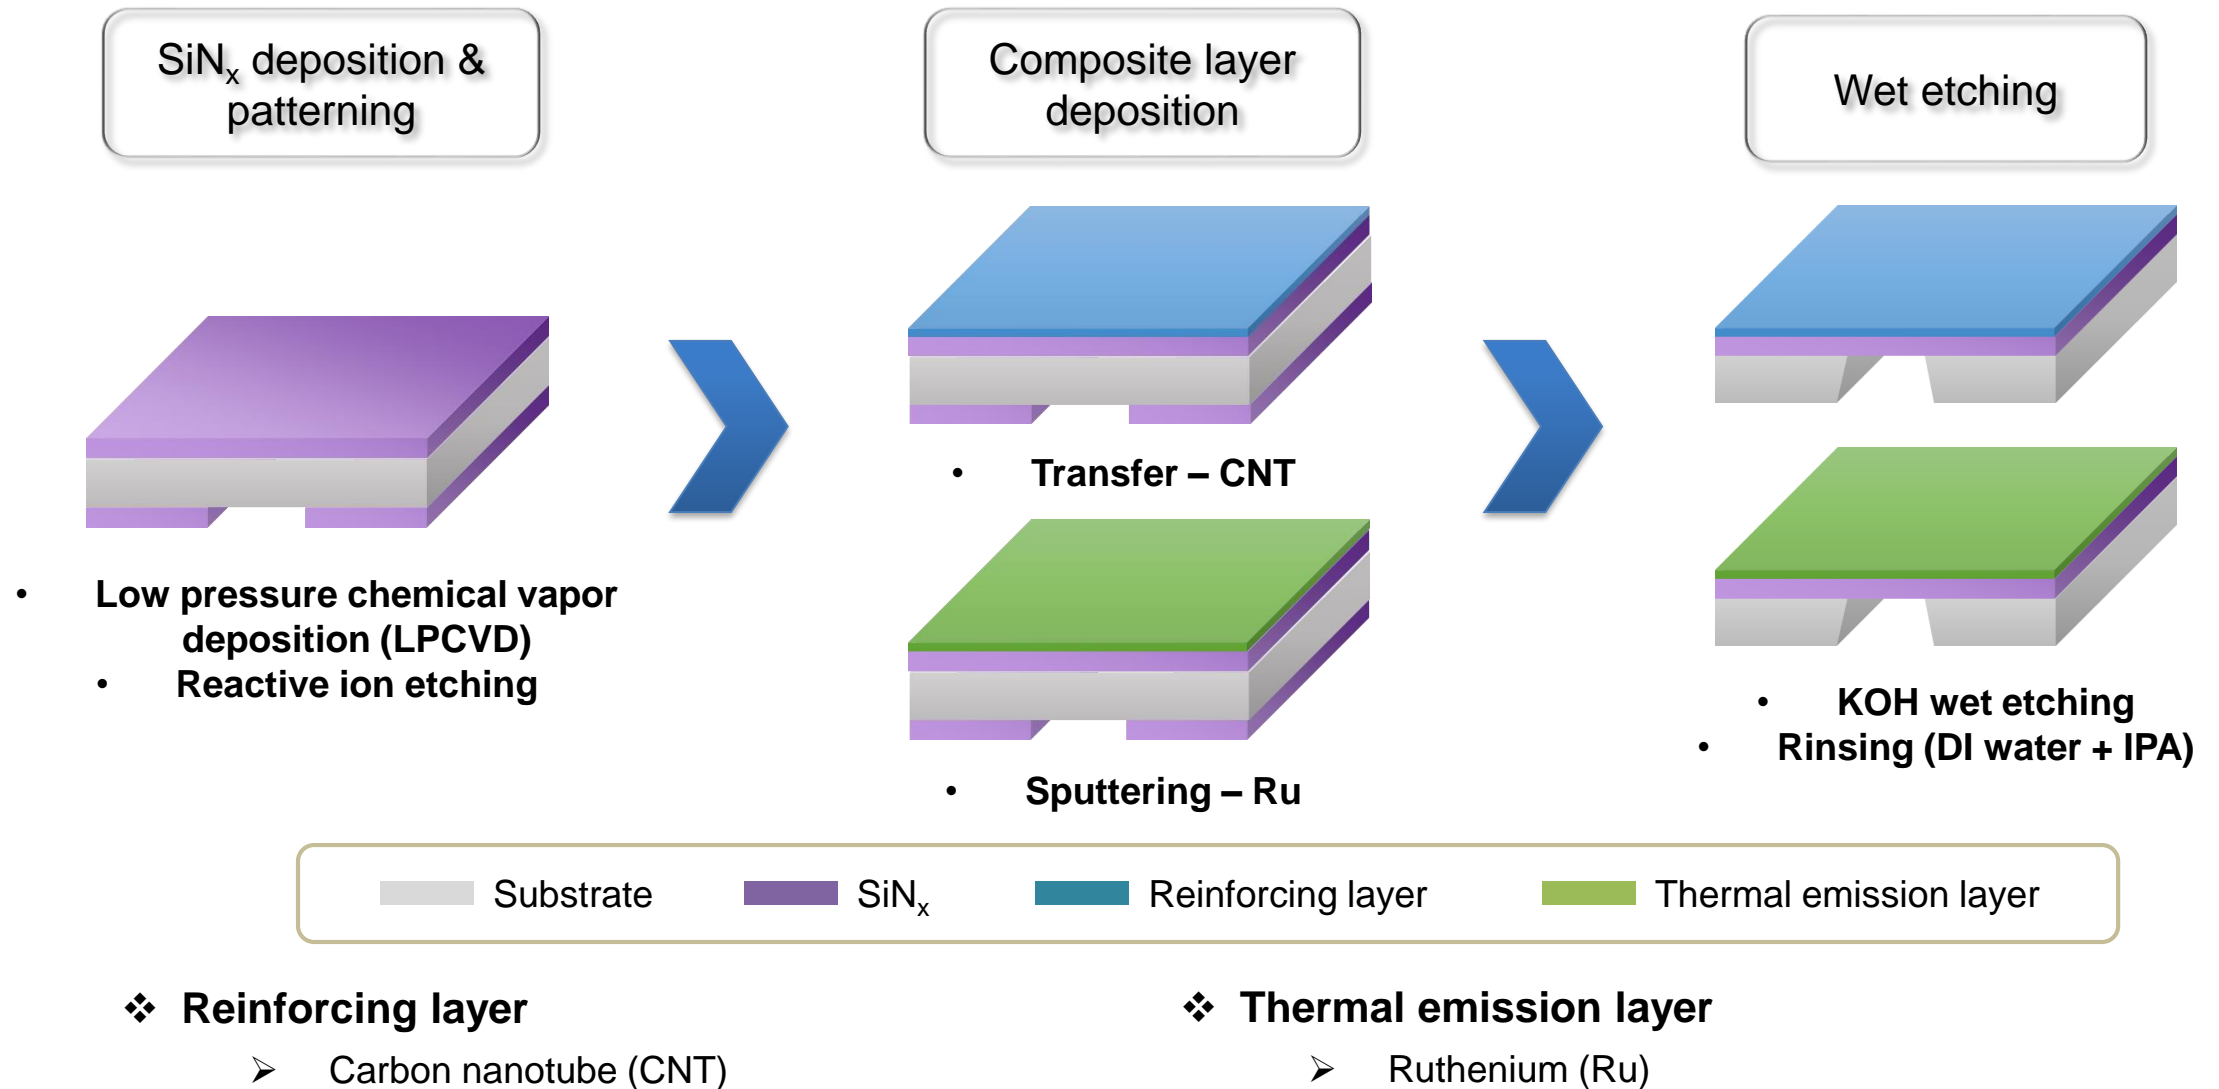 SiNx deposition &
patterning
Composite layer
deposition
Wet etching
• Low pressure chemical vapor
deposition (LPCVD)
• Reactive ion etching
• Transfer – CNT
• Sputtering – Ru
• KOH wet etching
• Rinsing (DI water + IPA)
Substrate
SiNx
Reinforcing layer
Thermal emission layer
❖ Reinforcing layer
➢ Carbon nanotube (CNT)
❖ Thermal emission layer
➢ Ruthenium (Ru)